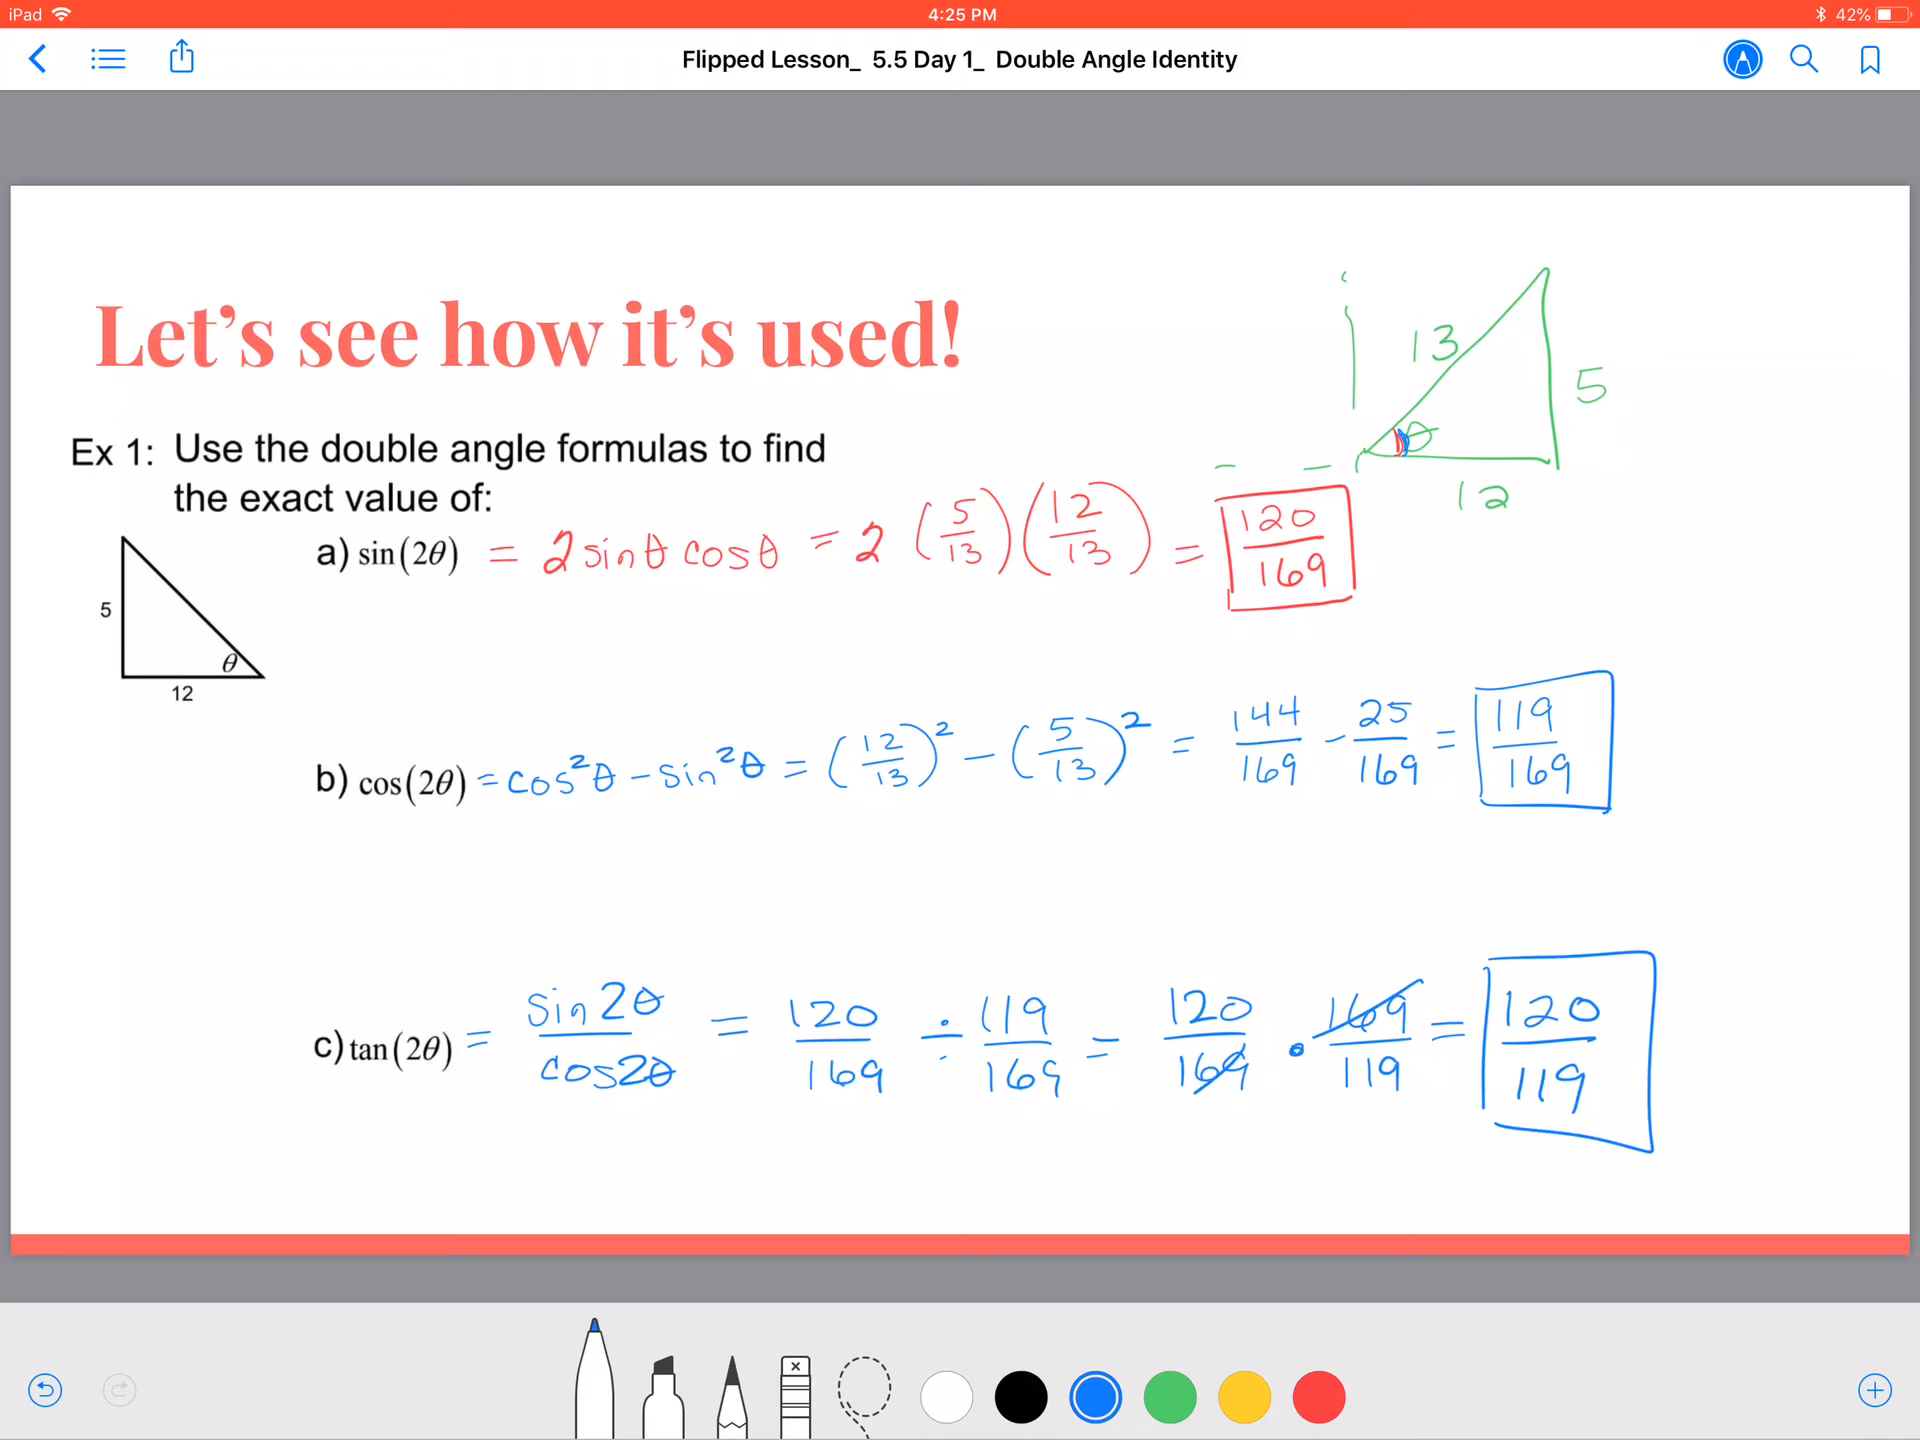 iPad 4:25 PM 42%
Flipped Lesson_ 5.5 Day 1_ Double Angle Identity
Let's see how it's used!
13
5
θ
12
Ex 1: Use the double angle formulas to find
the exact value of:
a) sin(2θ) = 2 sinθ cosθ = 2 (5/13)(12/13) = 120/169
5
θ
12
b) cos(2θ) = cos²θ - sin²θ = (12/13)² - (5/13)² = 144/169 - 25/169 = 119/169
c) tan(2θ) = sin2θ/cos2θ = 120/169 ÷ 119/169 = 120/169 • 169/119 = 120/119